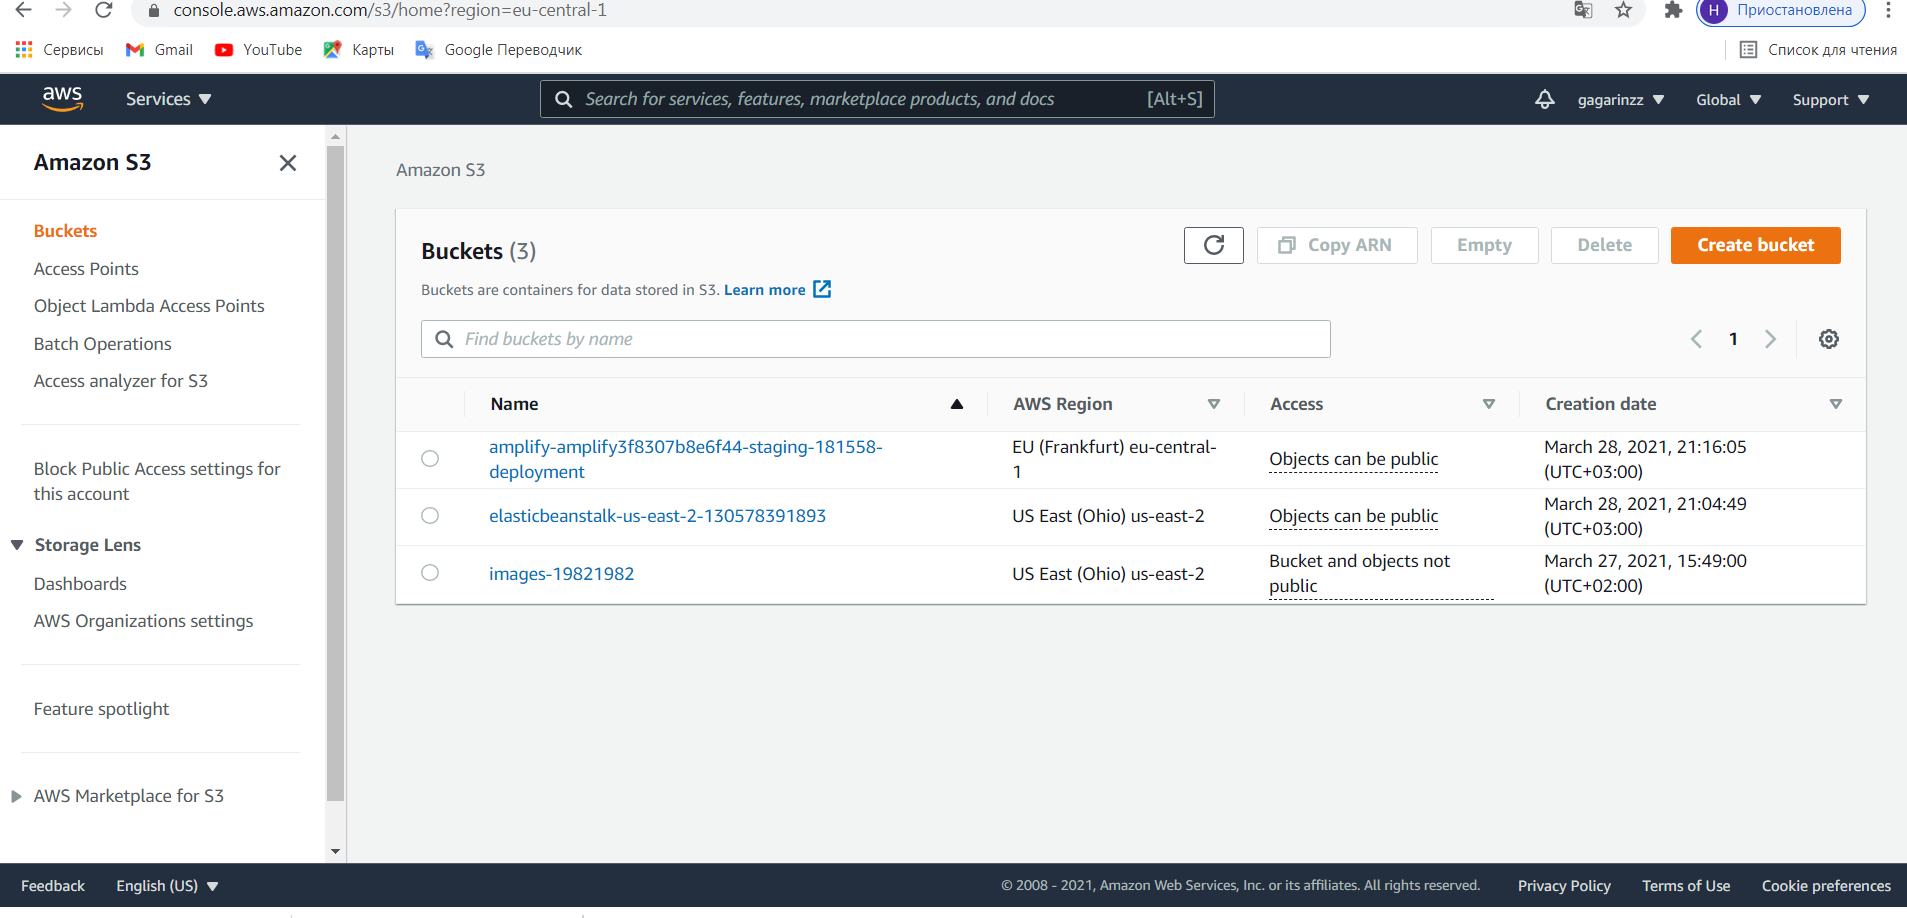 console.aws.amazon.com/s3/home?region=eu-central-1
Н Приостановлена
Сервисы Gmail YouTube Карты Google Переводчик Список для чтения
aws Services Search for services, features, marketplace products, and docs [Alt+S] gagarinzz Global Support
Amazon S3
Buckets
Access Points
Object Lambda Access Points
Batch Operations
Access analyzer for S3
Block Public Access settings for
this account
Storage Lens
Dashboards
AWS Organizations settings
Feature spotlight
AWS Marketplace for S3
Amazon S3
Buckets (3)
Copy ARN Empty Delete Create bucket
Buckets are containers for data stored in S3. Learn more
Find buckets by name
1
Name AWS Region Access Creation date
amplify-amplify3f8307b8e6f44-staging-181558-
deployment
EU (Frankfurt) eu-central-
1
Objects can be public
March 28, 2021, 21:16:05
(UTC+03:00)
elasticbeanstalk-us-east-2-130578391893
US East (Ohio) us-east-2
Objects can be public
March 28, 2021, 21:04:49
(UTC+03:00)
images-19821982
US East (Ohio) us-east-2
Bucket and objects not
public
March 27, 2021, 15:49:00
(UTC+02:00)
Feedback English (US) © 2008 - 2021, Amazon Web Services, Inc. or its affiliates. All rights reserved. Privacy Policy Terms of Use Cookie preferences